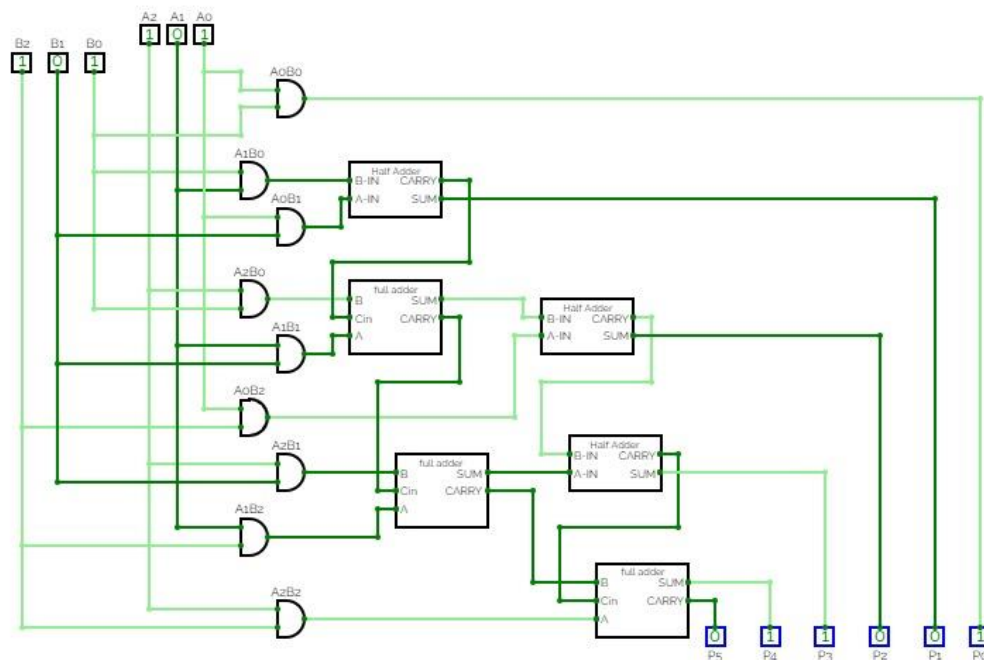 A2 A1 A0
1 0 1
B2 B1 B0
1 0 1
A0B0
A1B0
Half Adder
B-IN CARRY
A-IN SUM
A0B1
A2B0
full adder
B SUM
Cin CARRY
A
Half Adder
B-IN CARRY
A-IN SUM
A1B1
A0B2
A2B1
Half Adder
B-IN CARRY
A-IN SUM
full adder
B SUM
Cin CARRY
A
A1B2
full adder
B SUM
Cin CARRY
A
A2B2
0 1 1 0 0 1
P5 P4 P3 P2 P1 P0